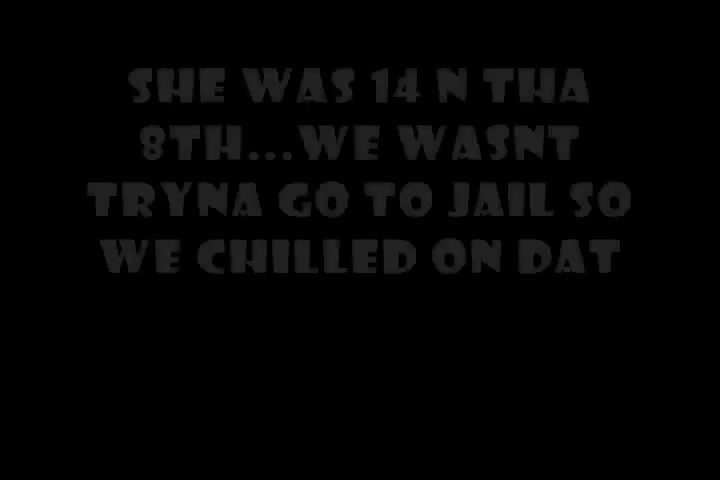 SHE WAS 14 N THA
8TH...WE WASNT
TRYNA GO TO JAIL SO
WE CHILLED ON DAT